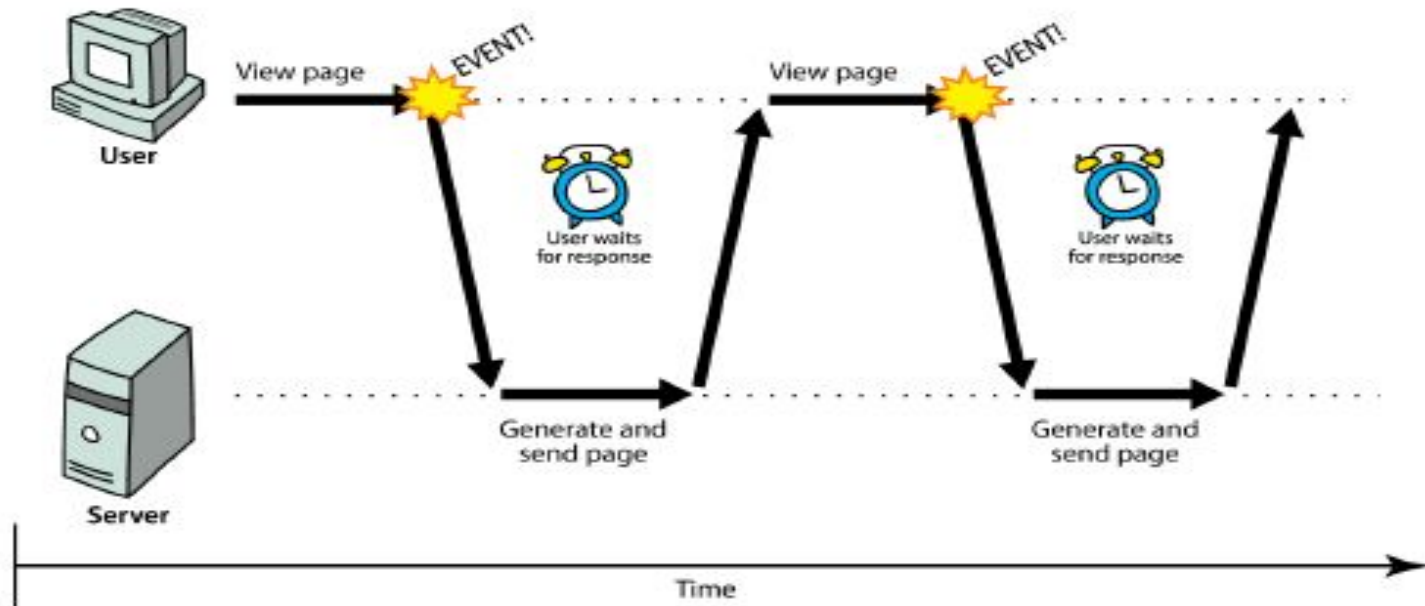 View page
EVENT!
View page
EVENT!
User
User waits
for response
User waits
for response
Generate and
send page
Generate and
send page
Server
Time